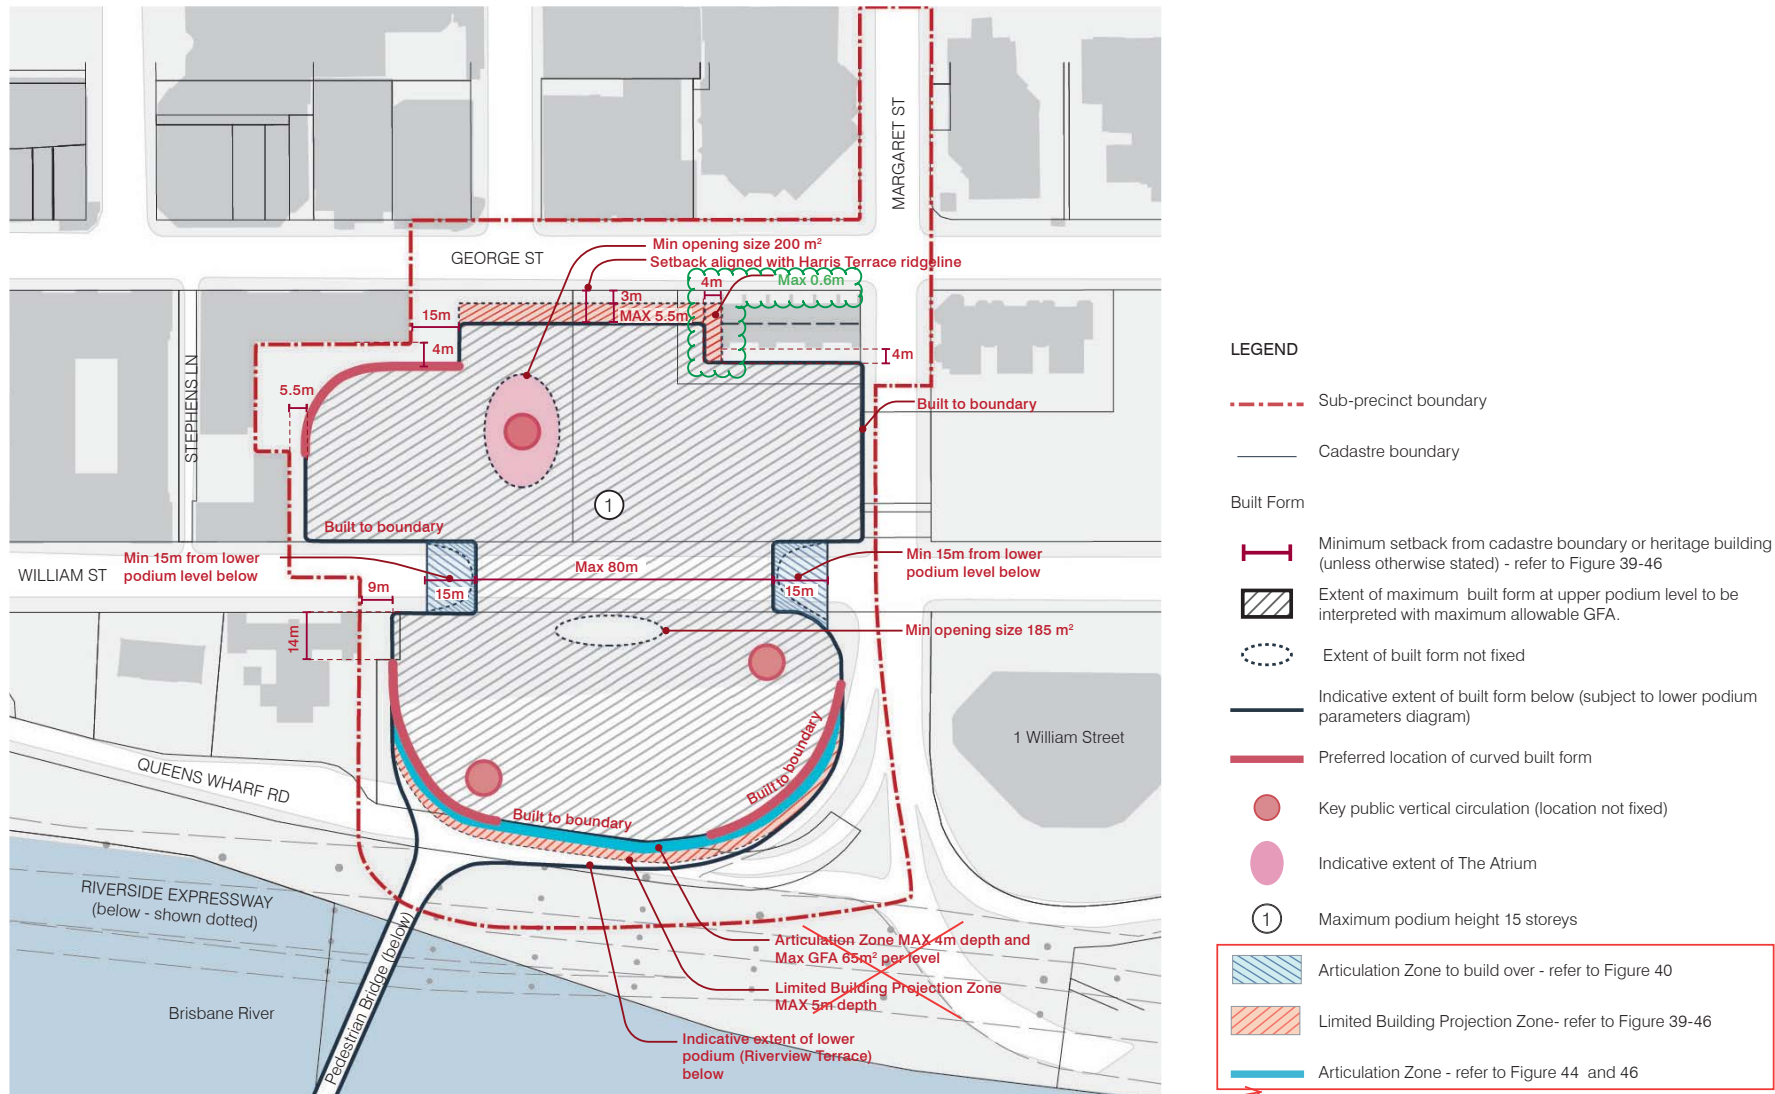 MARGARET ST
GEORGE ST
Min opening size 200 m²
Setback aligned with Harris Terrace ridgeline
Max 0.6m
4m
3m
MAX 5.5m
15m
4m
4m
5.5m
STEPHENS LN
Built to boundary
1
Built to boundary
Min 15m from lower
podium level below
WILLIAM ST
Max 80m
Min 15m from lower
podium level below
15m
15m
9m
14m
Min opening size 185 m²
1 William Street
QUEENS WHARF RD
Built to boundary
Built to boundary
RIVERSIDE EXPRESSWAY
(below - shown dotted)
Brisbane River
Pedestrian Bridge (below)
Articulation Zone MAX 4m depth and
Max GFA 65m² per level
Limited Building Projection Zone
MAX 5m depth
Indicative extent of lower
podium (Riverview Terrace)
below
LEGEND
Sub-precinct boundary
Cadastre boundary
Built Form
Minimum setback from cadastre boundary or heritage building
(unless otherwise stated) - refer to Figure 39-46
Extent of maximum built form at upper podium level to be
interpreted with maximum allowable GFA.
Extent of built form not fixed
Indicative extent of built form below (subject to lower podium
parameters diagram)
Preferred location of curved built form
Key public vertical circulation (location not fixed)
Indicative extent of The Atrium
1 Maximum podium height 15 storeys
Articulation Zone to build over - refer to Figure 40
Limited Building Projection Zone- refer to Figure 39-46
Articulation Zone - refer to Figure 44 and 46